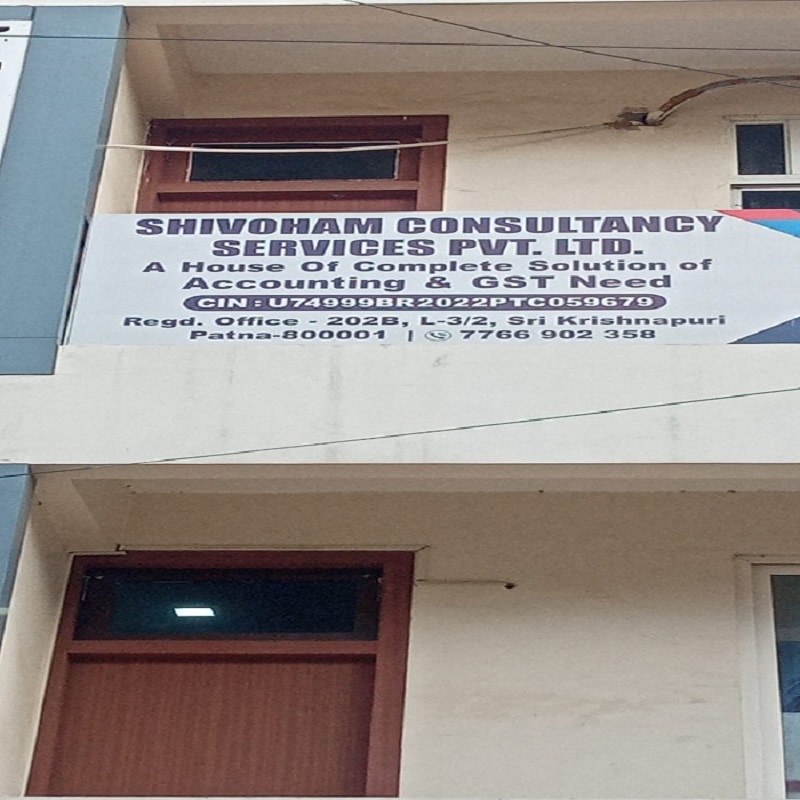 SHIVOHAM CONSULTANCY
SERVICES PVT. LTD.
A House Of Complete Solution of
Accounting & GST Need
CIN : U74999BR2022PTC059679
Regd. Office - 202B, L-3/2, Sri Krishnapuri
Patna-800001 | 7766 902 358